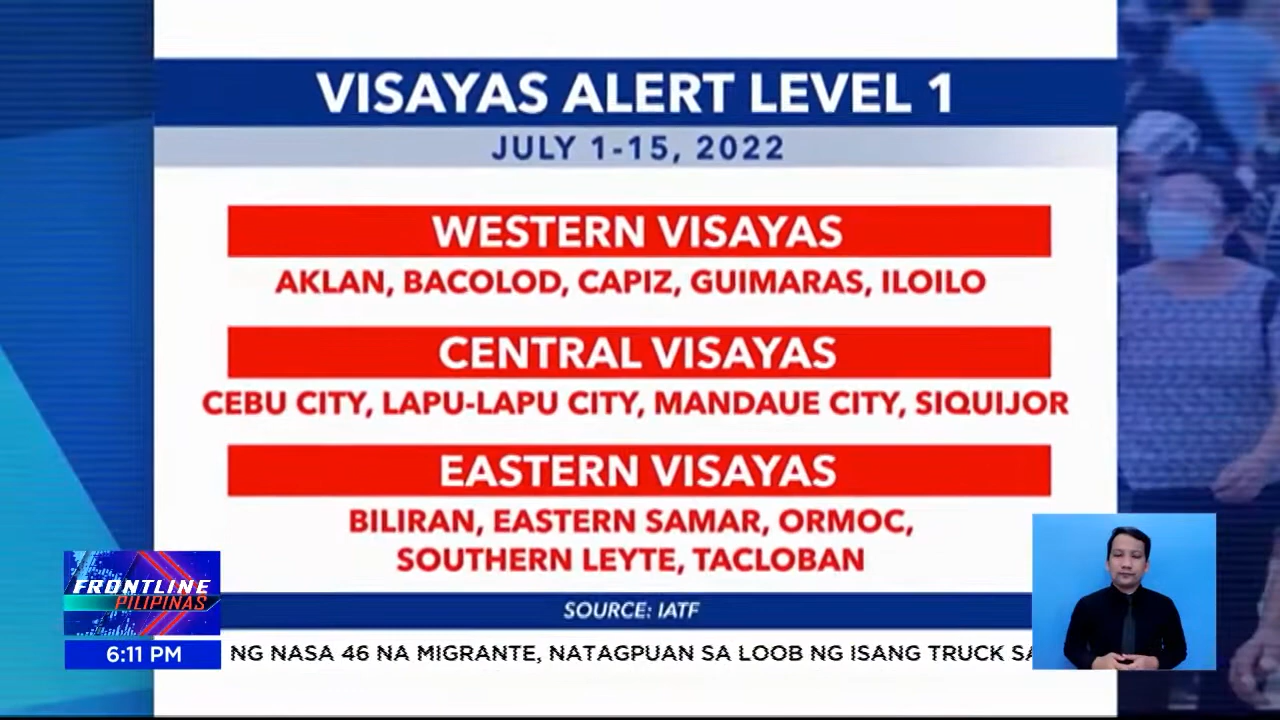 VISAYAS ALERT LEVEL 1
JULY 1-15, 2022
WESTERN VISAYAS
AKLAN, BACOLOD, CAPIZ, GUIMARAS, ILOILO
CENTRAL VISAYAS
CEBU CITY, LAPU-LAPU CITY, MANDAUE CITY, SIQUIJOR
EASTERN VISAYAS
BILIRAN, EASTERN SAMAR, ORMOC,
SOUTHERN LEYTE, TACLOBAN
SOURCE: IATF
FRONTLINE
PILIPINAS
6:11 PM
NG NASA 46 NA MIGRANTE, NATAGPUAN SA LOOB NG ISANG TRUCK